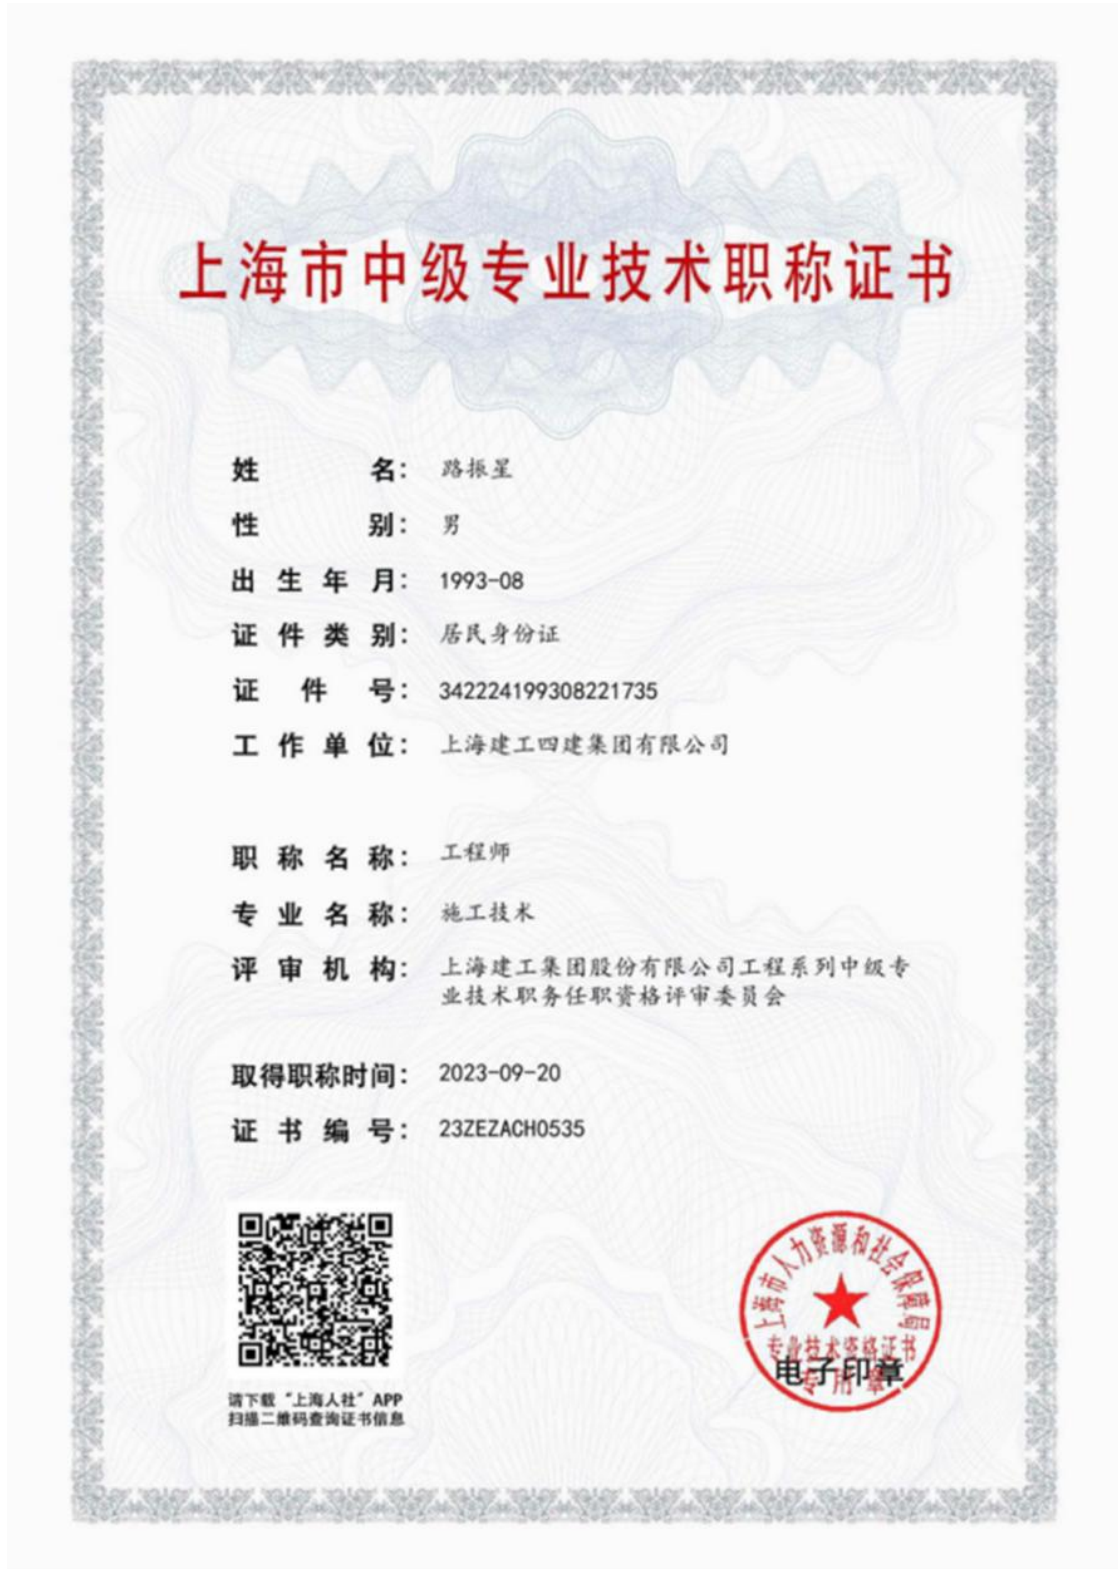 上海市中级专业技术职称证书
姓名：路振星
性别：男
出生年月：1993-08
证件类别：居民身份证
证件号：342224199308221735
工作单位：上海建工四建集团有限公司
职称名称：工程师
专业名称：施工技术
评审机构：上海建工集团股份有限公司工程系列中级专
业技术职务任职资格评审委员会
取得职称时间：2023-09-20
证书编号：23ZEZACH0535
请下载“上海人社”APP
扫描二维码查询证书信息
上海市人力资源和社会保障局
专业技术资格证书
电子印章
专用章